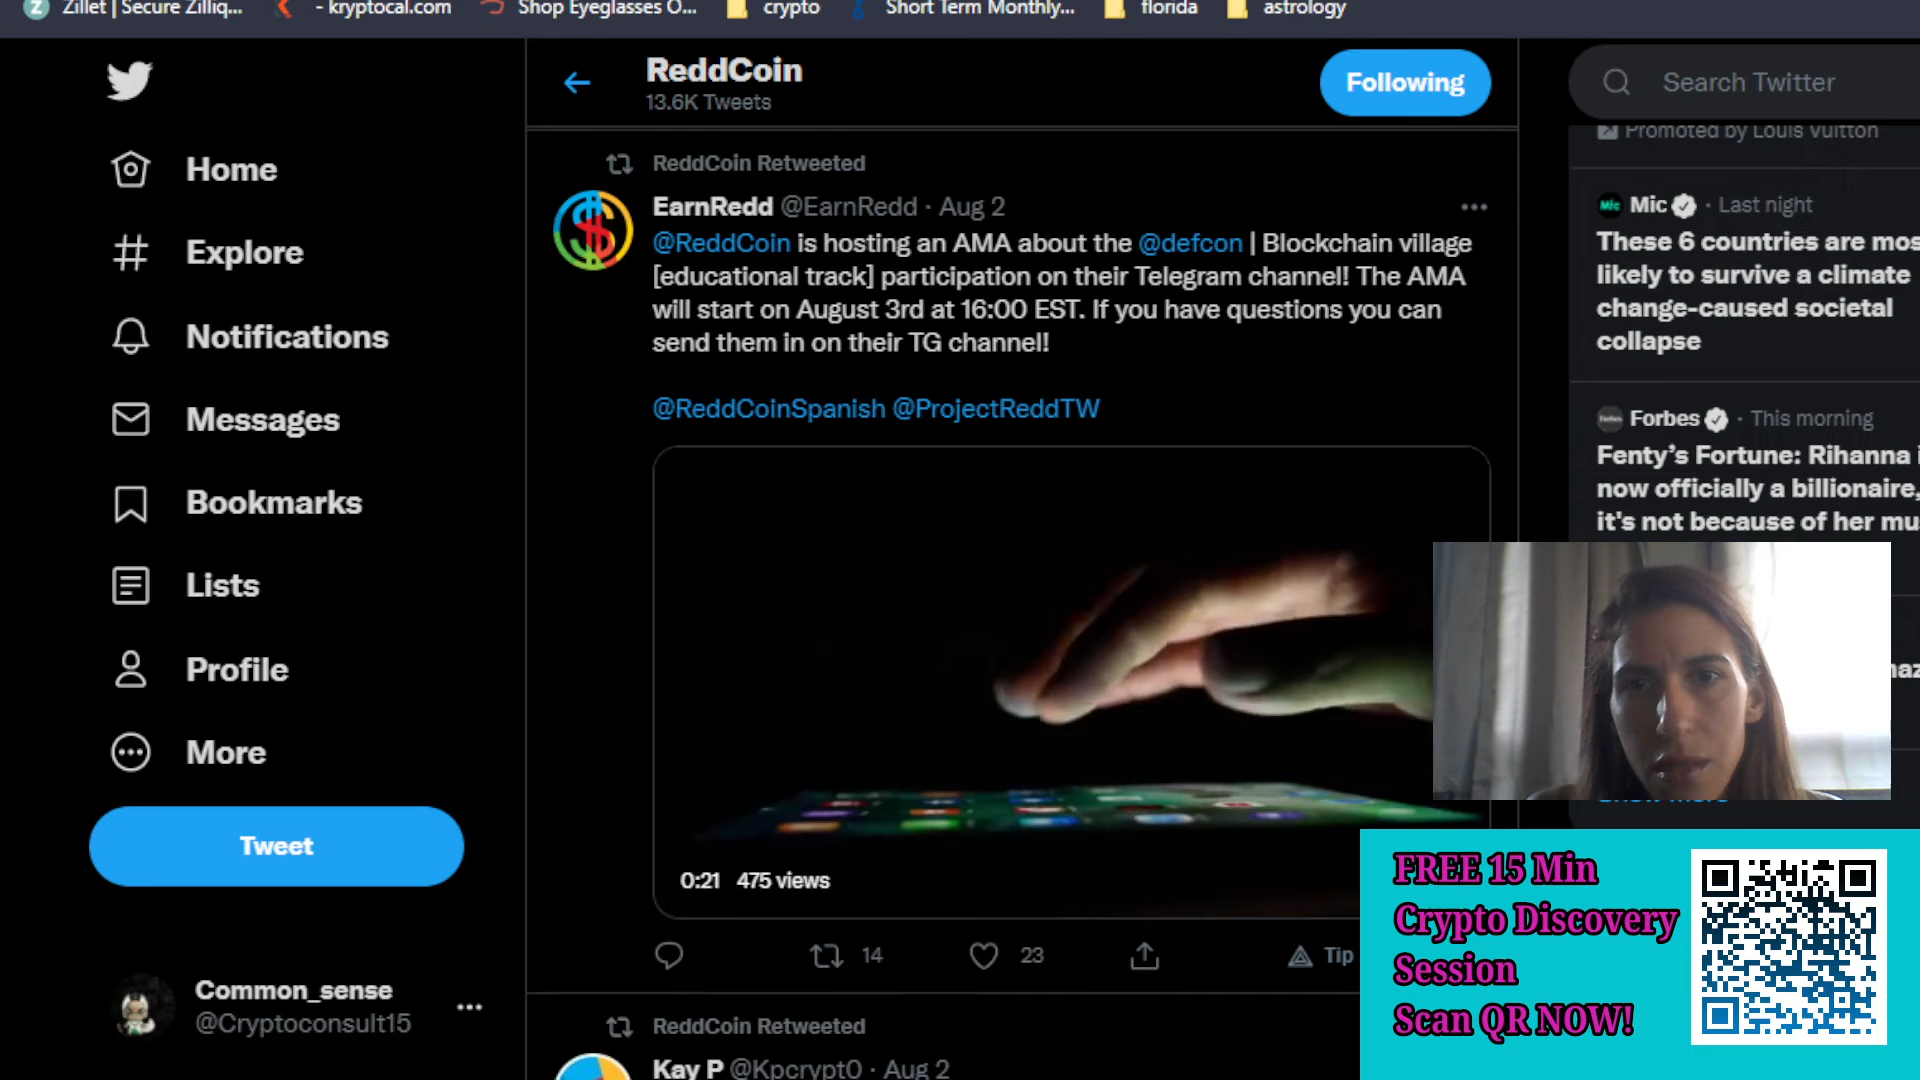 Zillet | Secure Zilliq...
- kryptocal.com
Shop Eyeglasses O...
crypto
Short Term Monthly...
florida
astrology
Home
Explore
Notifications
Messages
Bookmarks
Lists
Profile
More
Tweet
Common_sense
@Cryptoconsult15
ReddCoin
13.6K Tweets
Following
ReddCoin Retweeted
EarnRedd @EarnRedd · Aug 2
@ReddCoin is hosting an AMA about the @defcon | Blockchain village
[educational track] participation on their Telegram channel! The AMA
will start on August 3rd at 16:00 EST. If you have questions you can
send them in on their TG channel!
@ReddCoinSpanish @ProjectReddTW
0:21 475 views
14
23
Tip
ReddCoin Retweeted
Kay P @Kpcrypt0 · Aug 2
Search Twitter
Promoted by Louis Vuitton
Mic · Last night
These 6 countries are mos
likely to survive a climate
change-caused societal
collapse
Forbes · This morning
Fenty's Fortune: Rihanna i
now officially a billionaire,
it's not because of her mu
Show more
FREE 15 Min
Crypto Discovery
Session
Scan QR NOW!